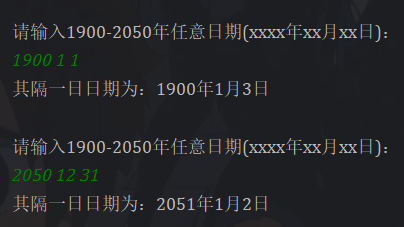 请输入1900-2050年任意日期(xxxx年xx月xx日)：
1900 1 1
其隔一日日期为：1900年1月3日
请输入1900-2050年任意日期(xxxx年xx月xx日)：
2050 12 31
其隔一日日期为：2051年1月2日